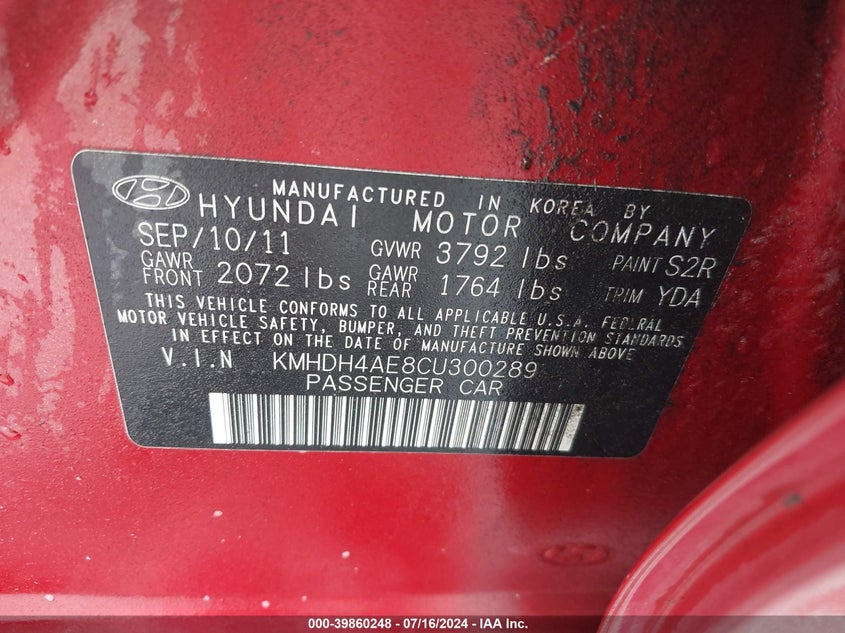 MANUFACTURED IN KOREA BY
HYUNDAI MOTOR COMPANY
SEP/10/11 GVWR 3792 lbs PAINT S2R
GAWR FRONT 2072 lbs GAWR REAR 1764 lbs TRIM YDA
THIS VEHICLE CONFORMS TO ALL APPLICABLE U.S.A. FEDERAL
MOTOR VEHICLE SAFETY, BUMPER, AND THEFT PREVENTION STANDARDS
IN EFFECT ON THE DATE OF MANUFACTURE SHOWN ABOVE
V.I.N KMHDH4AE8CU300289
PASSENGER CAR
000-39860248 - 07/16/2024 - IAA Inc.